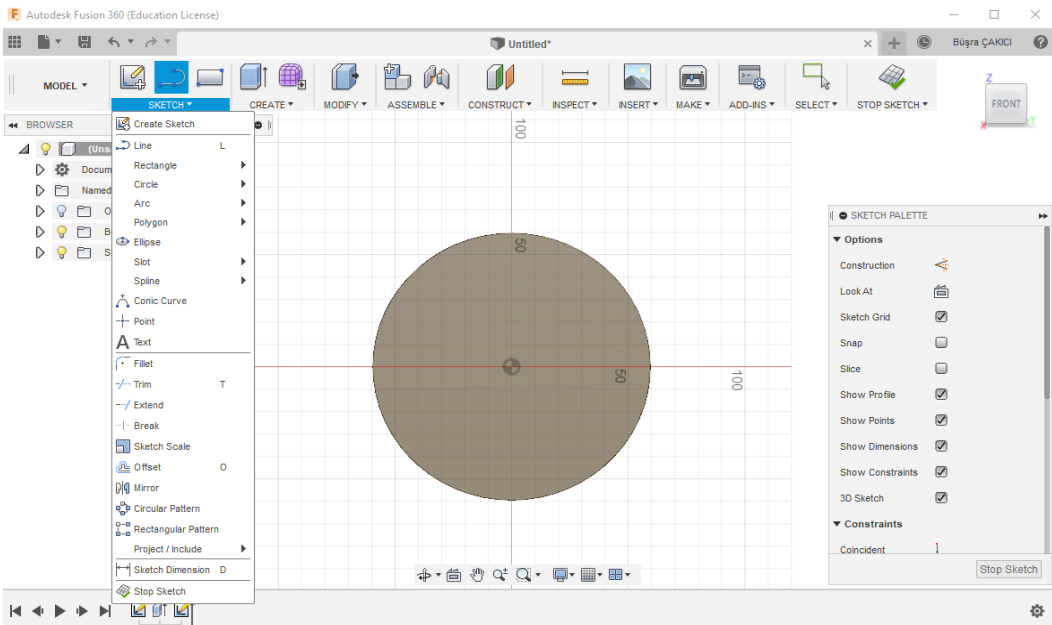 Autodesk Fusion 360 (Education License)
Untitled*
Büşra ÇAKICI
MODEL
SKETCH
CREATE
MODIFY
ASSEMBLE
CONSTRUCT
INSPECT
INSERT
MAKE
ADD-INS
SELECT
STOP SKETCH
Z
FRONT
X
Y
BROWSER
(Uns
Docum
Named
O
B
S
Create Sketch
Line L
Rectangle
Circle
Arc
Polygon
Ellipse
Slot
Spline
Conic Curve
Point
Text
Fillet
Trim T
Extend
Break
Sketch Scale
Offset O
Mirror
Circular Pattern
Rectangular Pattern
Project / Include
Sketch Dimension D
Stop Sketch
100
50
50
100
SKETCH PALETTE
Options
Construction
Look At
Sketch Grid
Snap
Slice
Show Profile
Show Points
Show Dimensions
Show Constraints
3D Sketch
Constraints
Coincident
Stop Sketch